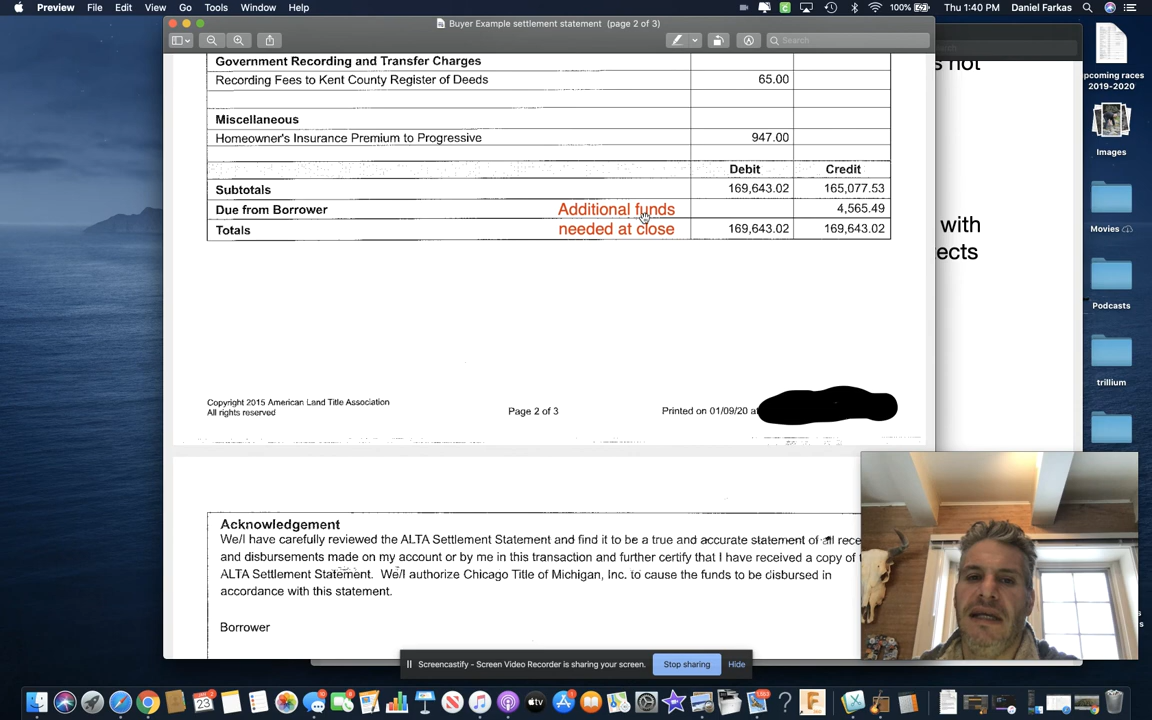 Preview File Edit View Go Tools Window Help
100% Thu 1:40 PM Daniel Farkas
Buyer Example settlement statement (page 2 of 3)
Search
Government Recording and Transfer Charges
Recording Fees to Kent County Register of Deeds 65.00
Miscellaneous
Homeowner's Insurance Premium to Progressive 947.00
Debit Credit
Subtotals 169,643.02 165,077.53
Due from Borrower Additional funds 4,565.49
Totals needed at close 169,643.02 169,643.02
Copyright 2015 American Land Title Association
All rights reserved
Page 2 of 3
Printed on 01/09/20 at
Acknowledgement
We/I have carefully reviewed the ALTA Settlement Statement and find it to be a true and accurate statement of all rece
and disbursements made on my account or by me in this transaction and further certify that I have received a copy of t
ALTA Settlement Statement. We/I authorize Chicago Title of Michigan, Inc. to cause the funds to be disbursed in
accordance with this statement.
Borrower
s not
with
ects
upcoming races
2019-2020
Images
Movies
Podcasts
trillium
Screencastify - Screen Video Recorder is sharing your screen. Stop sharing Hide